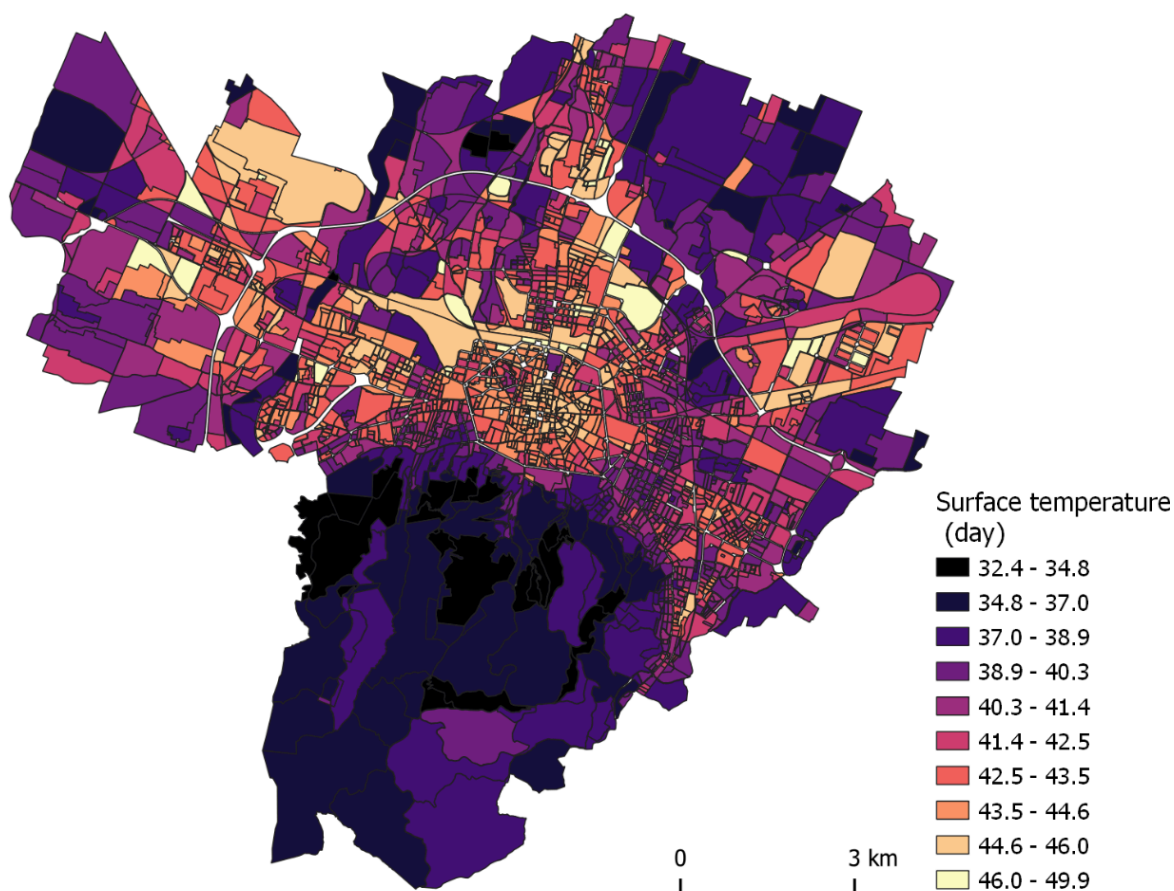 Surface temperature
(day)
32.4 - 34.8
34.8 - 37.0
37.0 - 38.9
38.9 - 40.3
40.3 - 41.4
41.4 - 42.5
42.5 - 43.5
43.5 - 44.6
44.6 - 46.0
46.0 - 49.9
0 3 km